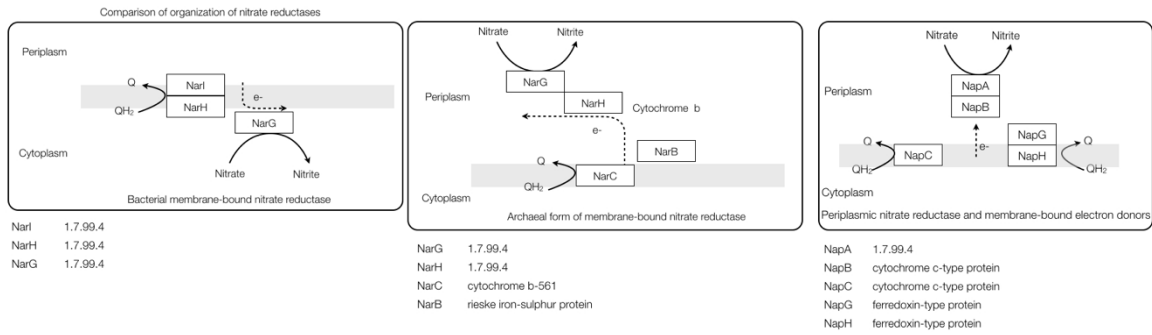 Comparison of organization of nitrate reductases
Periplasm
Q
QH2
NarI
NarH
e-
NarG
Cytoplasm
Nitrate
Nitrite
Bacterial membrane-bound nitrate reductase
NarI 1.7.99.4
NarH 1.7.99.4
NarG 1.7.99.4
Nitrate
Nitrite
NarG
Periplasm
NarH
Cytochrome b
e-
NarB
Q
QH2
NarC
Cytoplasm
Archaeal form of membrane-bound nitrate reductase
NarG 1.7.99.4
NarH 1.7.99.4
NarC cytochrome b-561
NarB rieske iron-sulphur protein
Nitrate
Nitrite
NapA
Periplasm
NapB
NapG
Q
NapC
e-
NapH
Q
QH2
QH2
Cytoplasm
Periplasmic nitrate reductase and membrane-bound electron donors
NapA 1.7.99.4
NapB cytochrome c-type protein
NapC cytochrome c-type protein
NapG ferredoxin-type protein
NapH ferredoxin-type protein